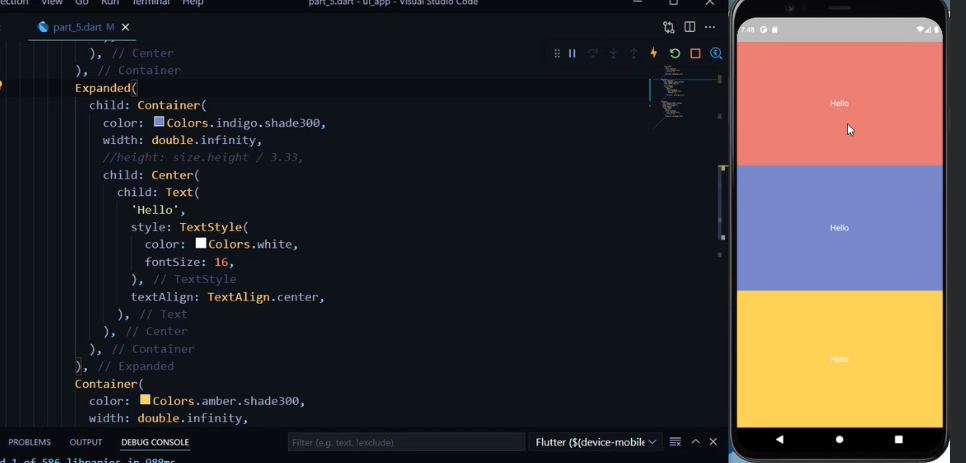 ection View Go Run Terminal Help
part_5.dart - ui_app - Visual Studio Code
part_5.dart M
), // Center
), // Container
Expanded(
child: Container(
color: Colors.indigo.shade300,
width: double.infinity,
//height: size.height / 3.33,
child: Center(
child: Text(
'Hello',
style: TextStyle(
color: Colors.white,
fontSize: 16,
), // TextStyle
textAlign: TextAlign.center,
), // Text
), // Center
), // Container
), // Expanded
Container(
color: Colors.amber.shade300,
width: double.infinity,
PROBLEMS OUTPUT DEBUG CONSOLE
Filter (e.g. text, !exclude)
Flutter ($(device-mobile
d 1 of 586 libraries in 988ms
7:48
Hello
Hello
Hello